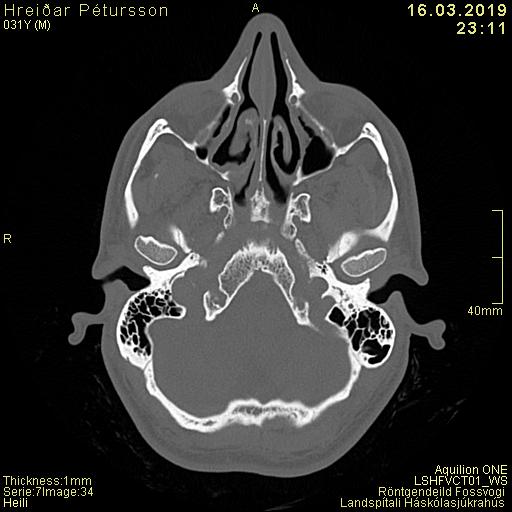 Hreiðar Pétursson
031Y (M)
A
16.03.2019
23:11
R
40mm
Thickness:1mm
Serie:7Image:34
Heili
Aquilion ONE
LSHFVCT01_WS
Röntgendeild Fossvogi
Landspítali Háskólasjúkrahús